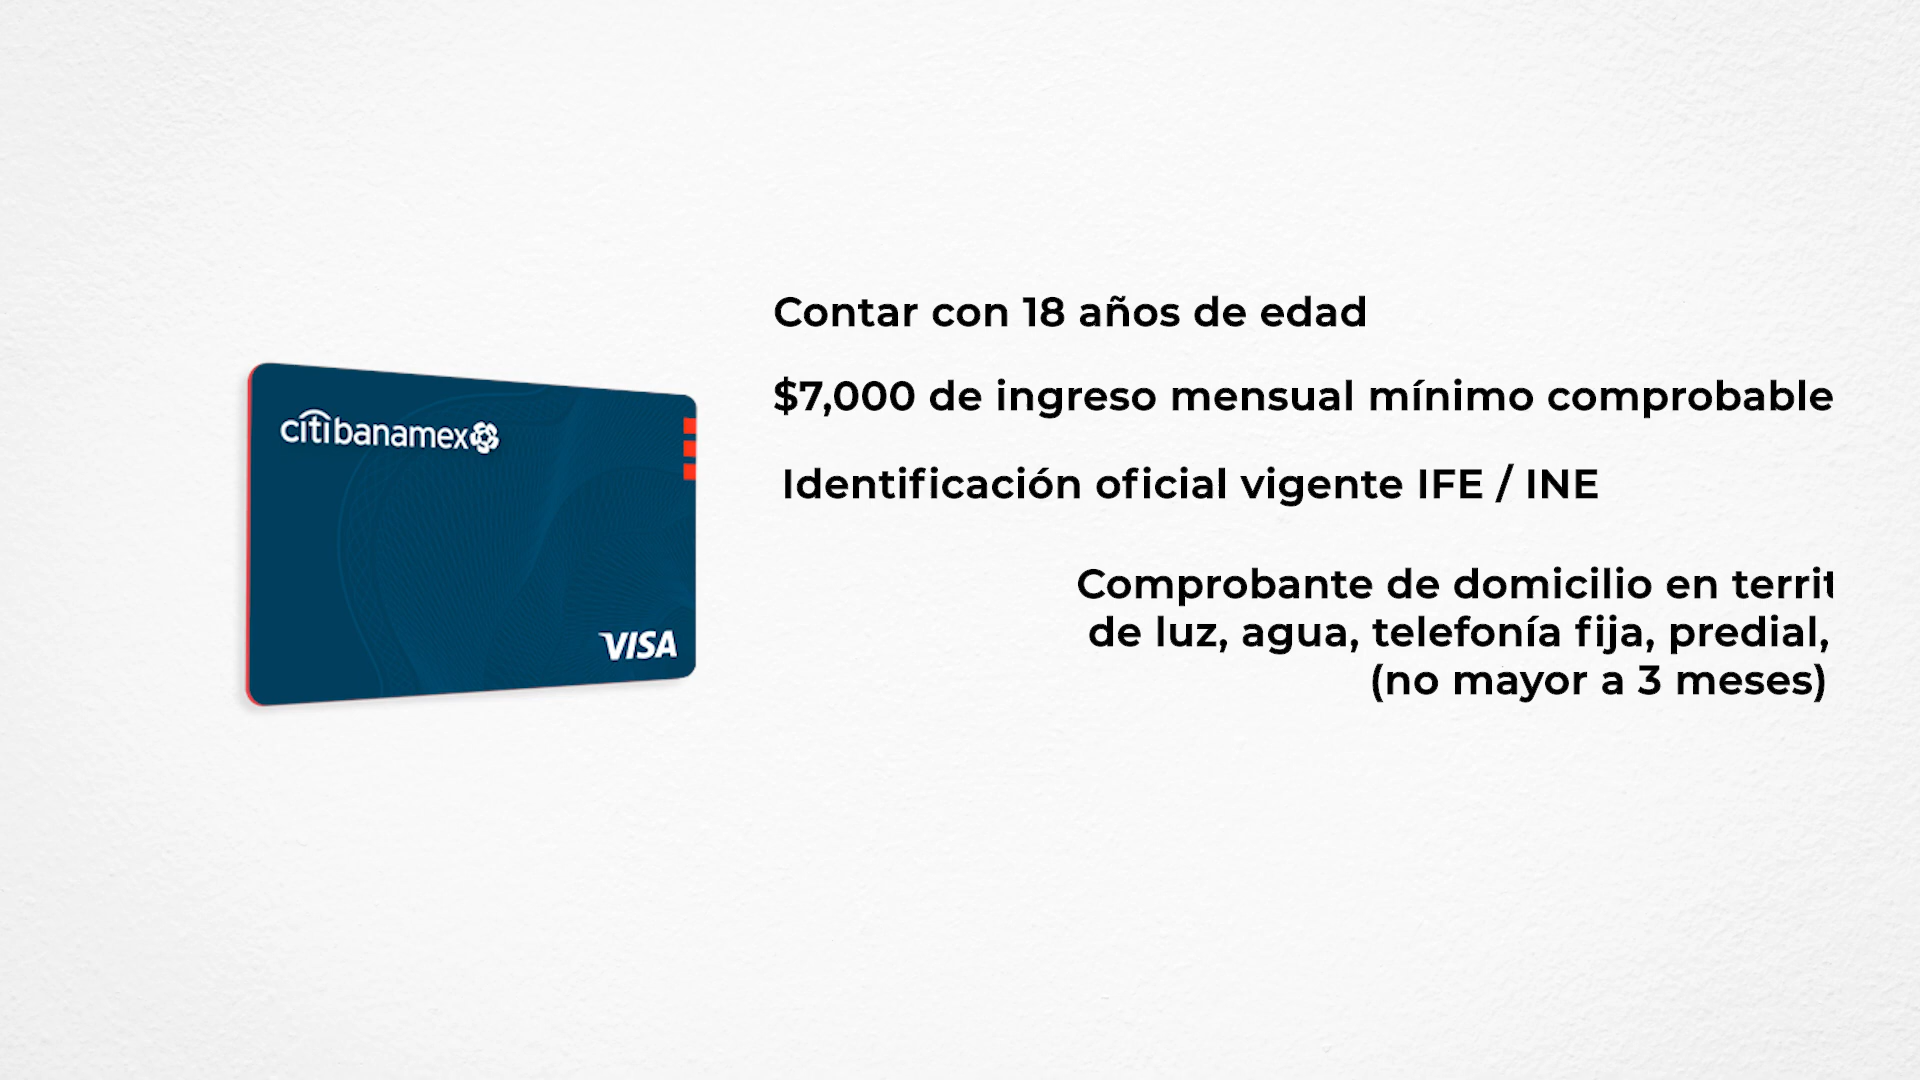 citibanamex
VISA
Contar con 18 años de edad
$7,000 de ingreso mensual mínimo comprobable
Identificación oficial vigente IFE / INE
Comprobante de domicilio en territ
de luz, agua, telefonía fija, predial,
(no mayor a 3 meses)